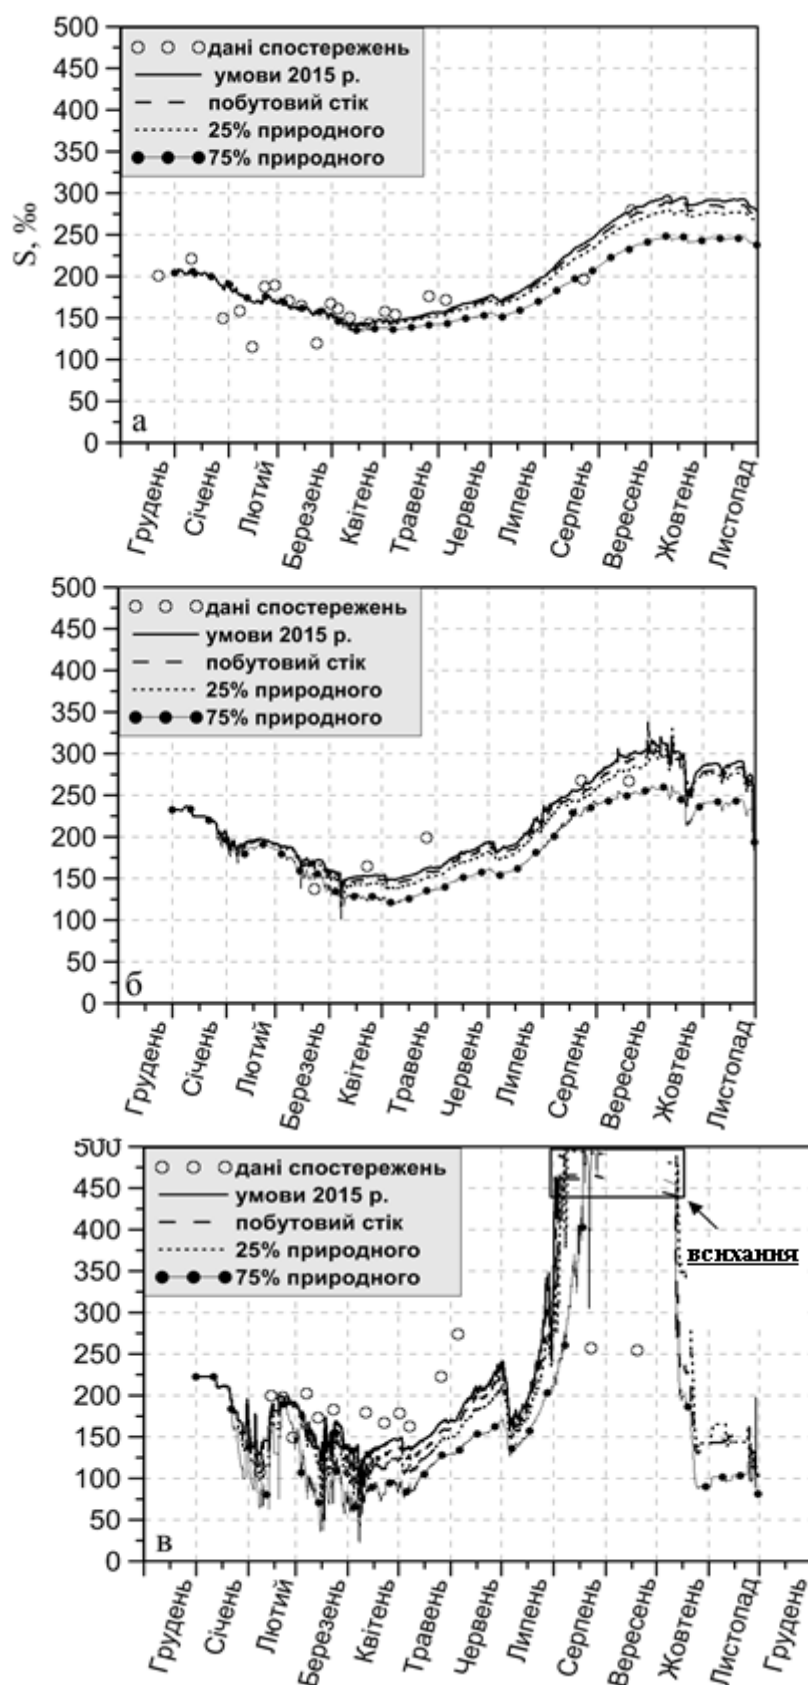 500
450
400
350
300
250
200
150
100
50
0
S, ‰
дані спостережень
умови 2015 р.
побутовий стік
25% природного
75% природного
а
Грудень
Січень
Лютий
Березень
Квітень
Травень
Червень
Липень
Серпень
Вересень
Жовтень
Листопад
500
450
400
350
300
250
200
150
100
50
0
дані спостережень
умови 2015 р.
побутовий стік
25% природного
75% природного
б
Грудень
Січень
Лютий
Березень
Квітень
Травень
Червень
Липень
Серпень
Вересень
Жовтень
Листопад
500
450
400
350
300
250
200
150
100
50
0
дані спостережень
умови 2015 р.
побутовий стік
25% природного
75% природного
всихання
в
Грудень
Січень
Лютий
Березень
Квітень
Травень
Червень
Липень
Серпень
Вересень
Жовтень
Листопад
Грудень